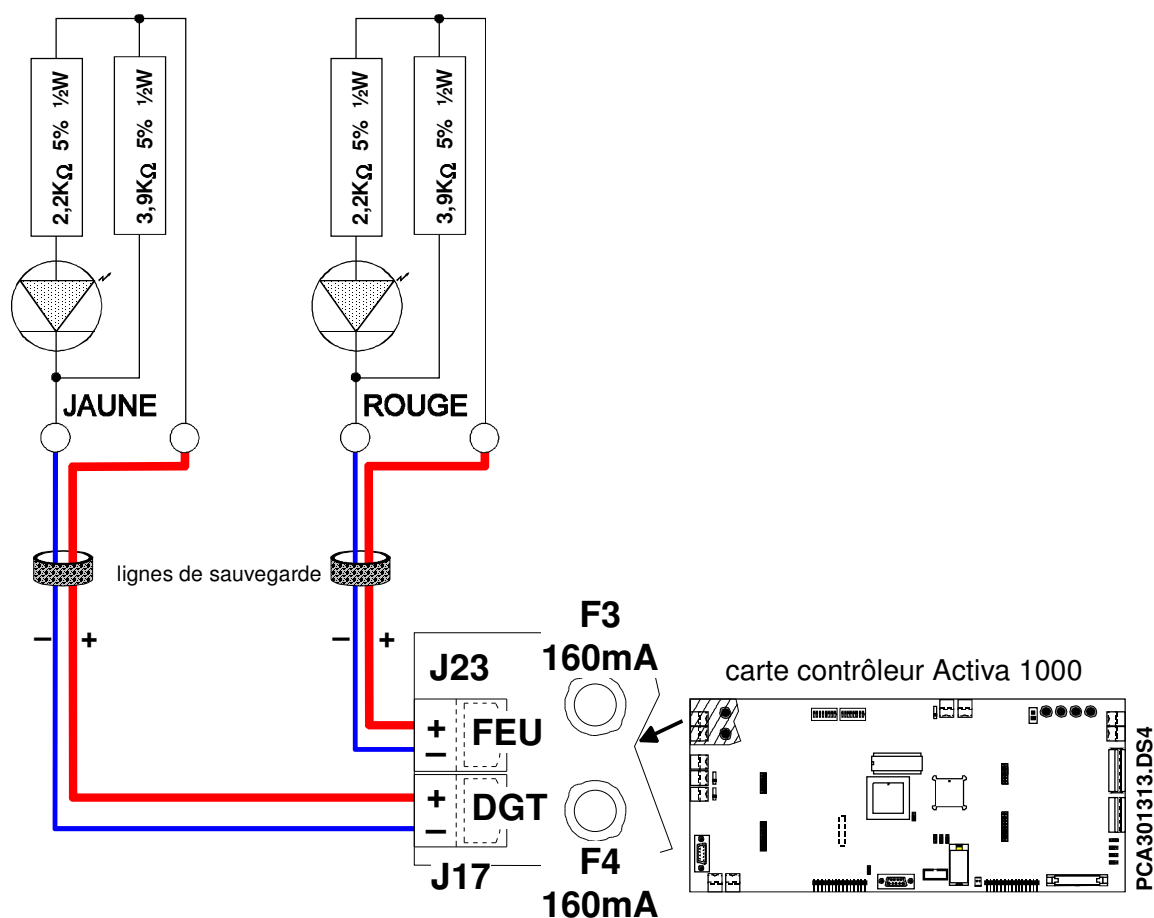 2,2KΩ 5% ½W
3,9KΩ 5% ½W
2,2KΩ 5% ½W
3,9KΩ 5% ½W
JAUNE
ROUGE
lignes de sauvegarde
– +
– +
F3
160mA
J23
+
–
FEU
+
–
DGT
J17
F4
160mA
carte contrôleur Activa 1000
PCA301313.DS4